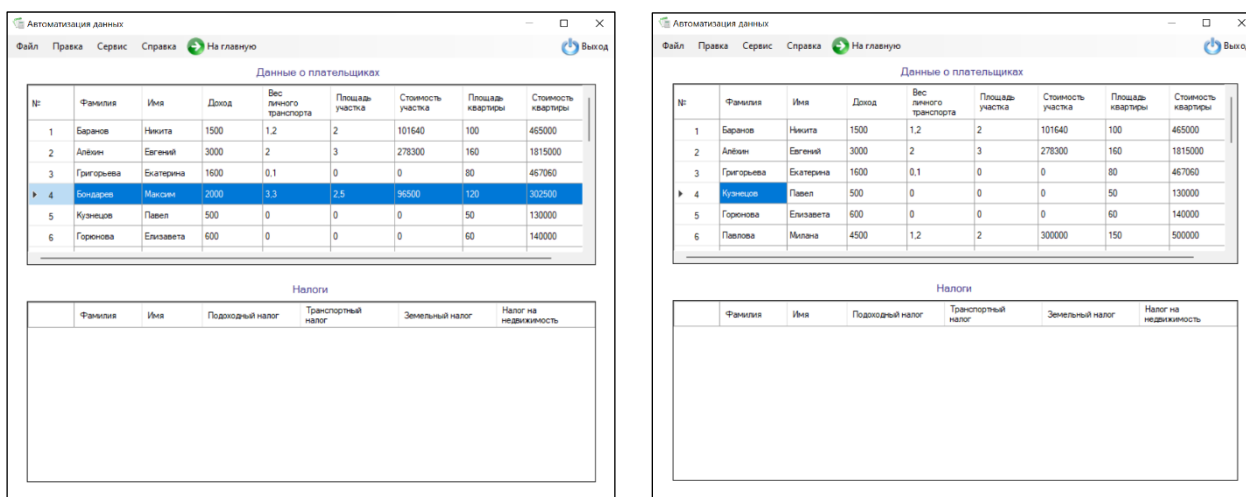 Автоматизация данных
Файл Правка Сервис Справка На главную Выход
Данные о плательщиках
№ Фамилия Имя Доход Вес личного транспорта Площадь участка Стоимость участка Площадь квартиры Стоимость квартиры
1 Баранов Никита 1500 1,2 2 101640 100 465000
2 Алёхин Евгений 3000 2 3 278300 160 1815000
3 Григорьева Екатерина 1600 0,1 0 0 80 467060
4 Бондарев Максим 2000 3,3 2,5 96500 120 302500
5 Кузнецов Павел 500 0 0 0 50 130000
6 Горюнова Елизавета 600 0 0 0 60 140000
Налоги
Фамилия Имя Подоходный налог Транспортный налог Земельный налог Налог на недвижимость
Автоматизация данных
Файл Правка Сервис Справка На главную Выход
Данные о плательщиках
№ Фамилия Имя Доход Вес личного транспорта Площадь участка Стоимость участка Площадь квартиры Стоимость квартиры
1 Баранов Никита 1500 1,2 2 101640 100 465000
2 Алёхин Евгений 3000 2 3 278300 160 1815000
3 Григорьева Екатерина 1600 0,1 0 0 80 467060
4 Кузнецов Павел 500 0 0 0 50 130000
5 Горюнова Елизавета 600 0 0 0 60 140000
6 Павлова Милана 4500 1,2 2 300000 150 500000
Налоги
Фамилия Имя Подоходный налог Транспортный налог Земельный налог Налог на недвижимость